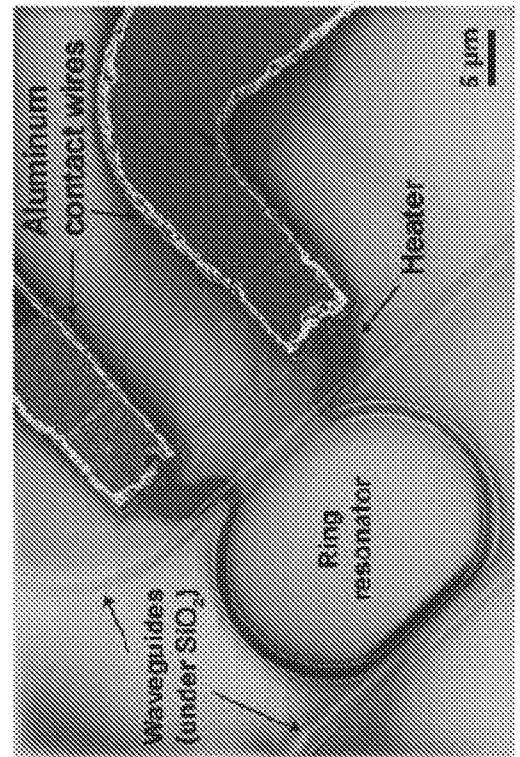 Aluminum
contact wires
5 µm
Heater
Ring
resonator
Waveguides
(under SiO₂)